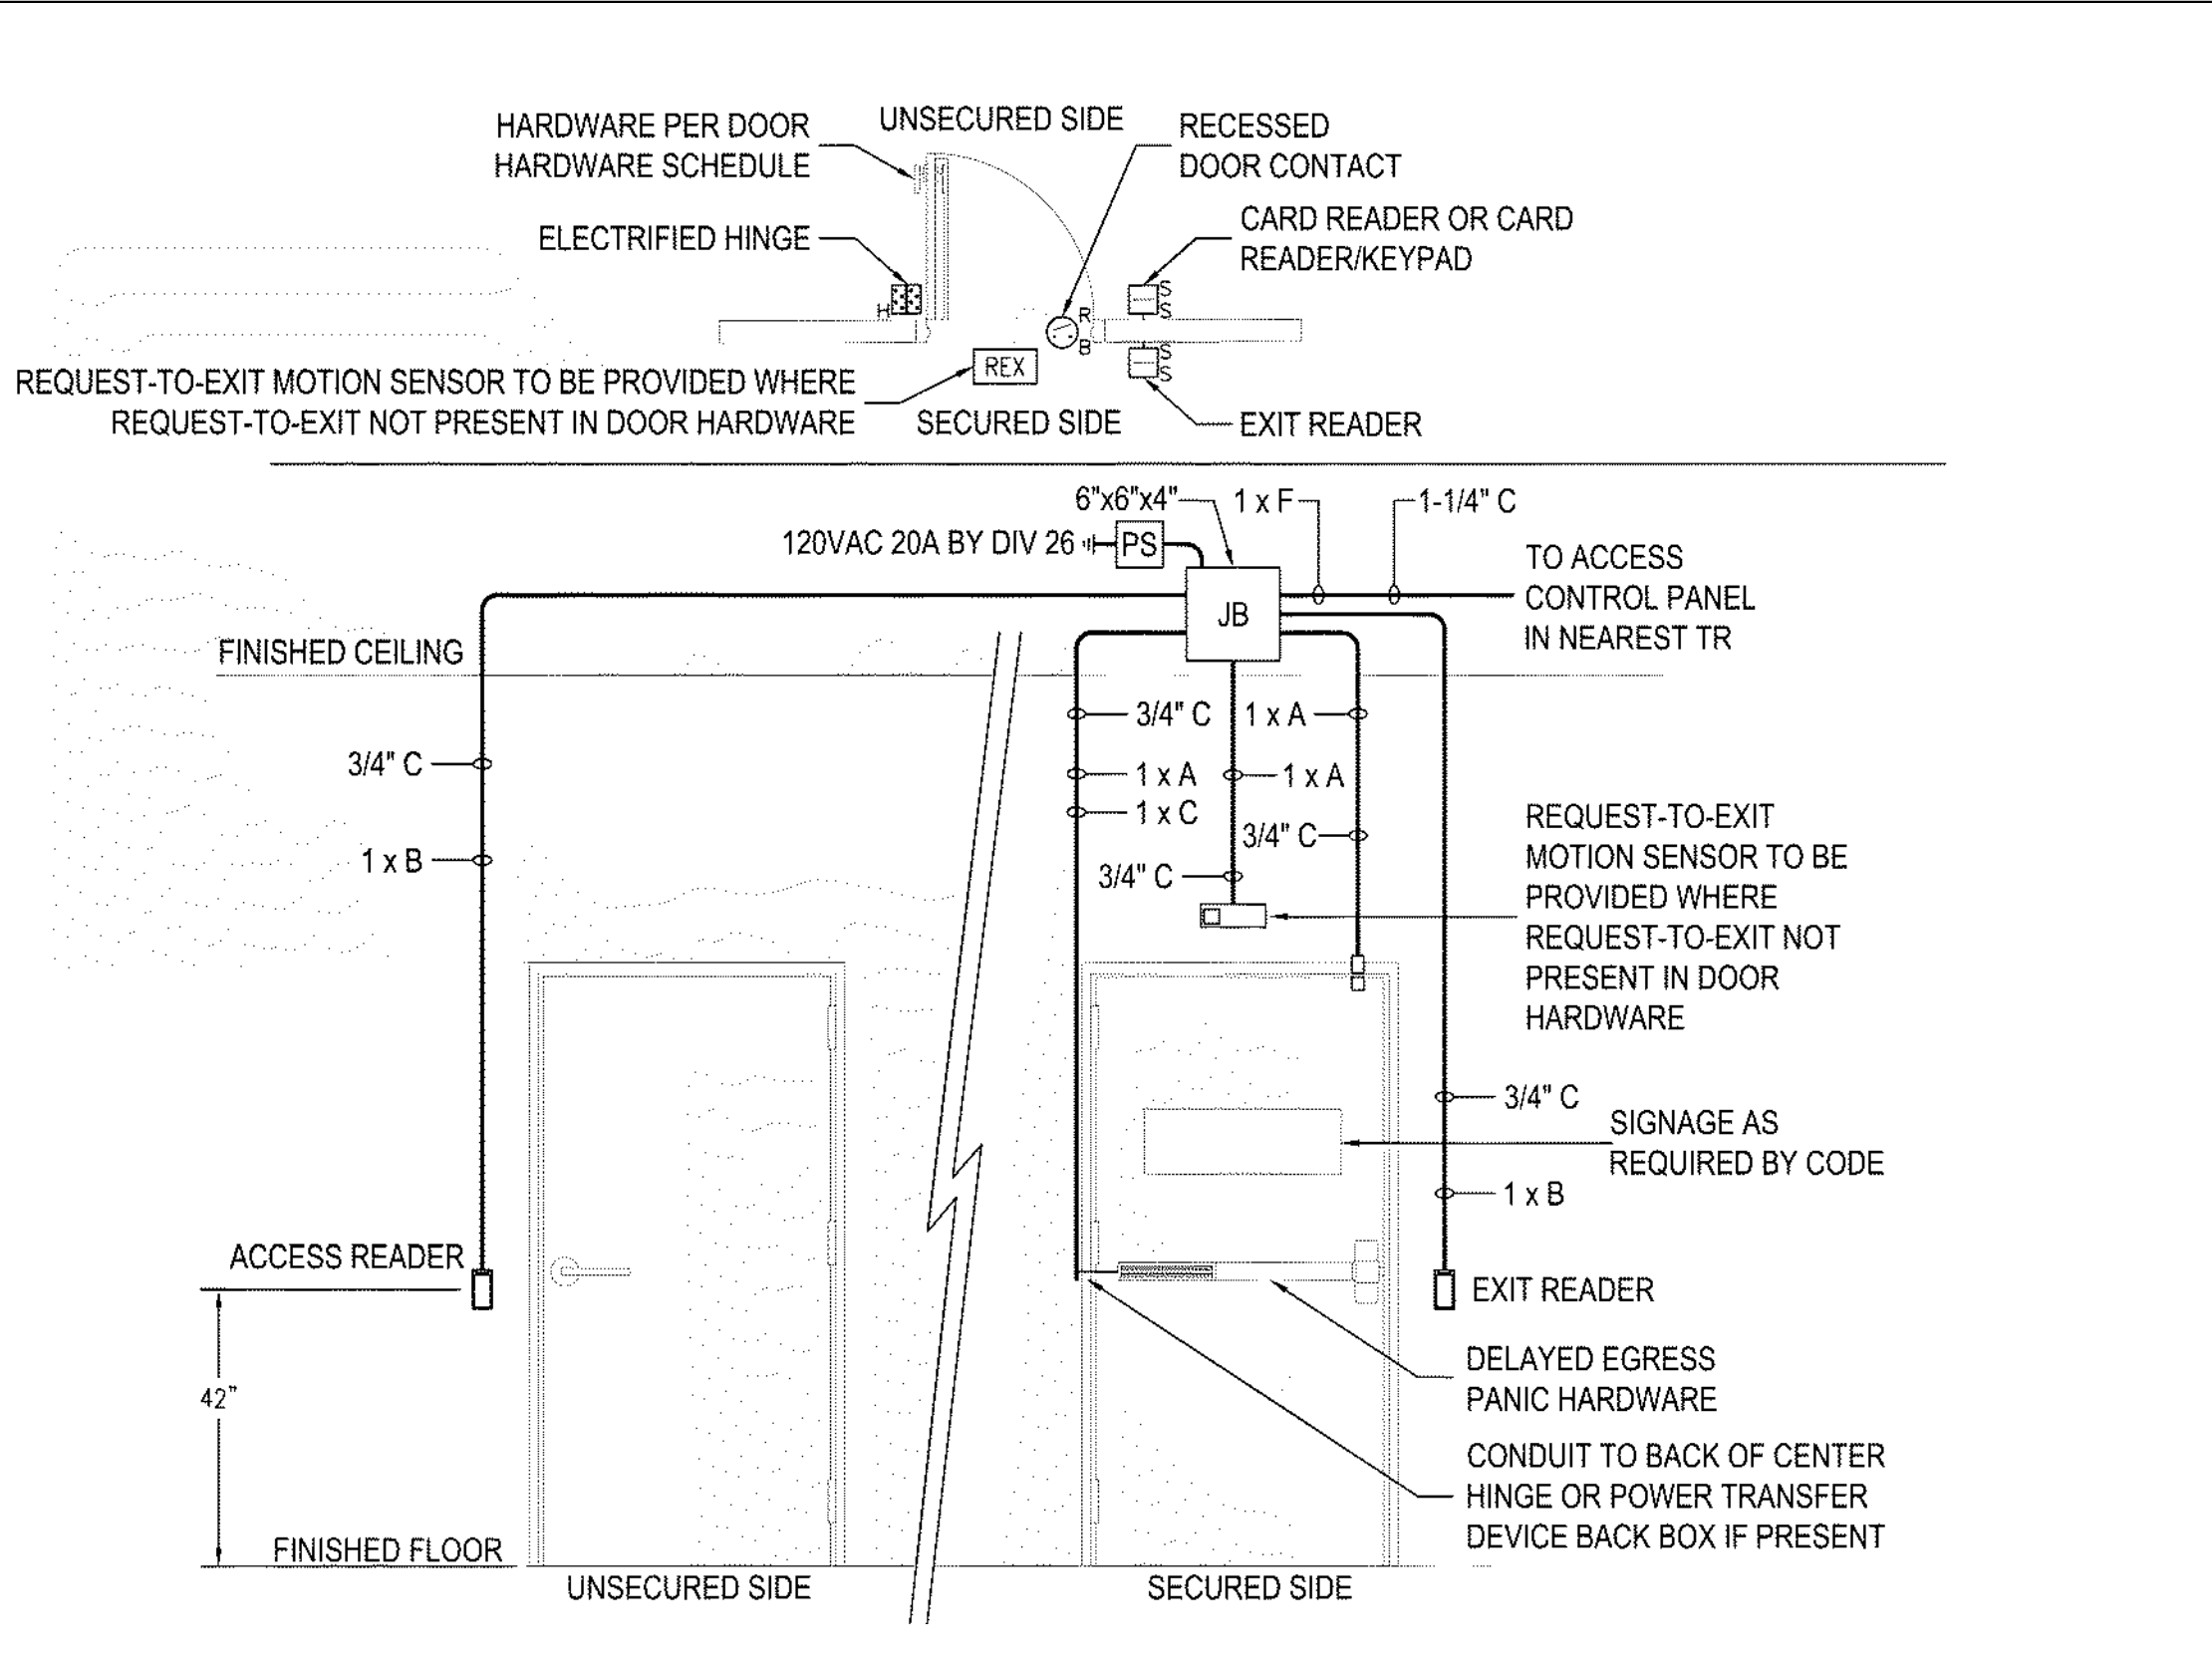 HARDWARE PER DOOR
HARDWARE SCHEDULE
UNSECURED SIDE
RECESSED
DOOR CONTACT
ELECTRIFIED HINGE
CARD READER OR CARD
READER/KEYPAD
H
R
B
S
S
S
S
REX
REQUEST-TO-EXIT MOTION SENSOR TO BE PROVIDED WHERE
REQUEST-TO-EXIT NOT PRESENT IN DOOR HARDWARE
SECURED SIDE
EXIT READER
6"x6"x4"
1 x F
1-1/4" C
120VAC 20A BY DIV 26
PS
JB
TO ACCESS
CONTROL PANEL
IN NEAREST TR
FINISHED CEILING
3/4" C
1 x B
3/4" C
1 x A
1 x C
1 x A
3/4" C
1 x A
3/4" C
REQUEST-TO-EXIT
MOTION SENSOR TO BE
PROVIDED WHERE
REQUEST-TO-EXIT NOT
PRESENT IN DOOR
HARDWARE
3/4" C
1 x B
SIGNAGE AS
REQUIRED BY CODE
ACCESS READER
EXIT READER
42"
DELAYED EGRESS
PANIC HARDWARE
CONDUIT TO BACK OF CENTER
HINGE OR POWER TRANSFER
DEVICE BACK BOX IF PRESENT
FINISHED FLOOR
UNSECURED SIDE
SECURED SIDE